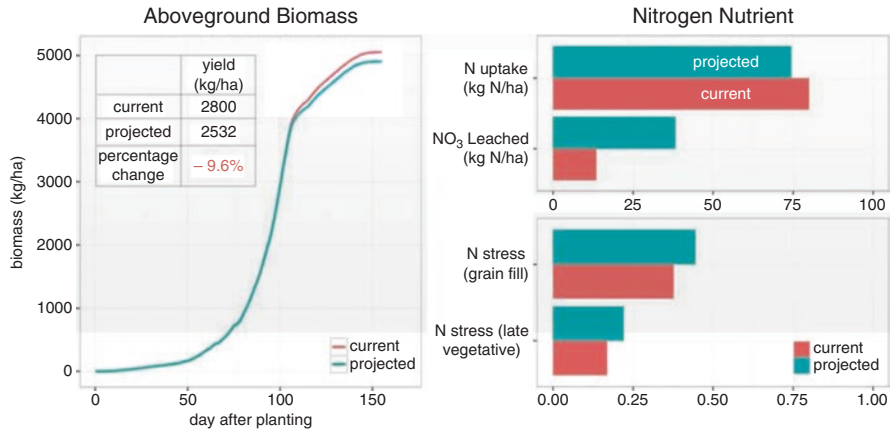 Aboveground Biomass
5000
4000
3000
2000
1000
0
biomass (kg/ha)
yield
(kg/ha)
current 2800
projected 2532
percentage
change
– 9.6%
current
projected
0 50 100 150
day after planting
Nitrogen Nutrient
N uptake
(kg N/ha)
projected
current
NO₃ Leached
(kg N/ha)
0 25 50 75 100
N stress
(grain fill)
N stress (late
vegetative)
current
projected
0.00 0.25 0.50 0.75 1.00